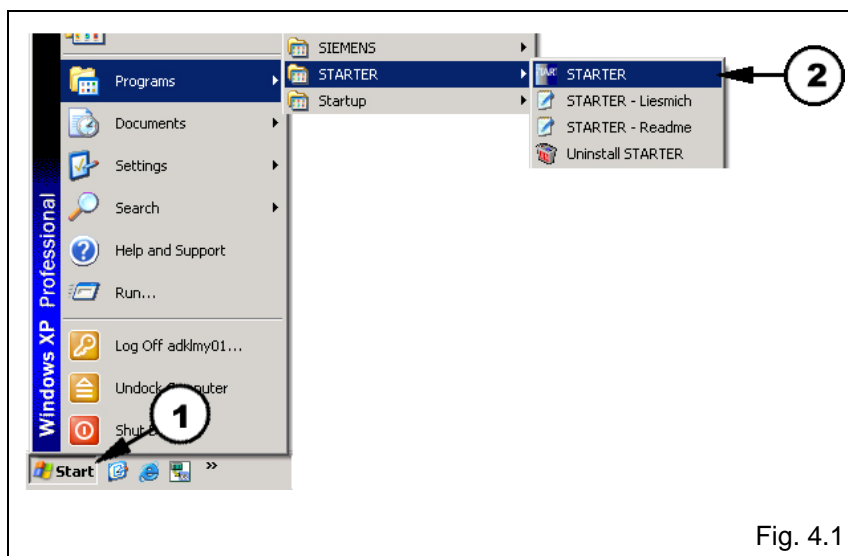 SIEMENS
Programs
STARTER
STARTER
2
Startup
STARTER - Liesmich
Documents
STARTER - Readme
Settings
Uninstall STARTER
Search
Help and Support
Run...
Windows XP Professional
Log Off adklmy01...
Undock
1
Start
»
Fig. 4.1